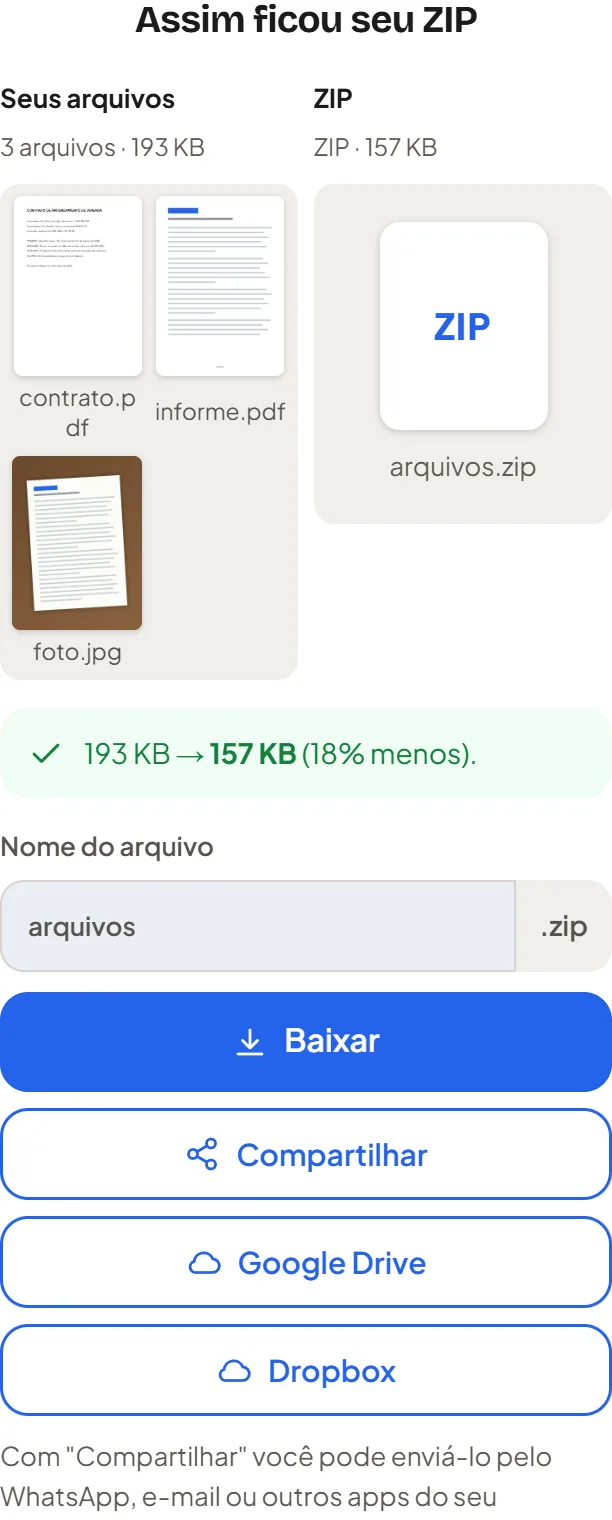 Assim ficou seu ZIP
Seus arquivos
3 arquivos · 193 KB
contrato.p
df
informe.pdf
foto.jpg
ZIP
ZIP · 157 KB
ZIP
arquivos.zip
193 KB → 157 KB (18% menos).
Nome do arquivo
arquivos
.zip
Baixar
Compartilhar
Google Drive
Dropbox
Com "Compartilhar" você pode enviá-lo pelo
WhatsApp, e-mail ou outros apps do seu